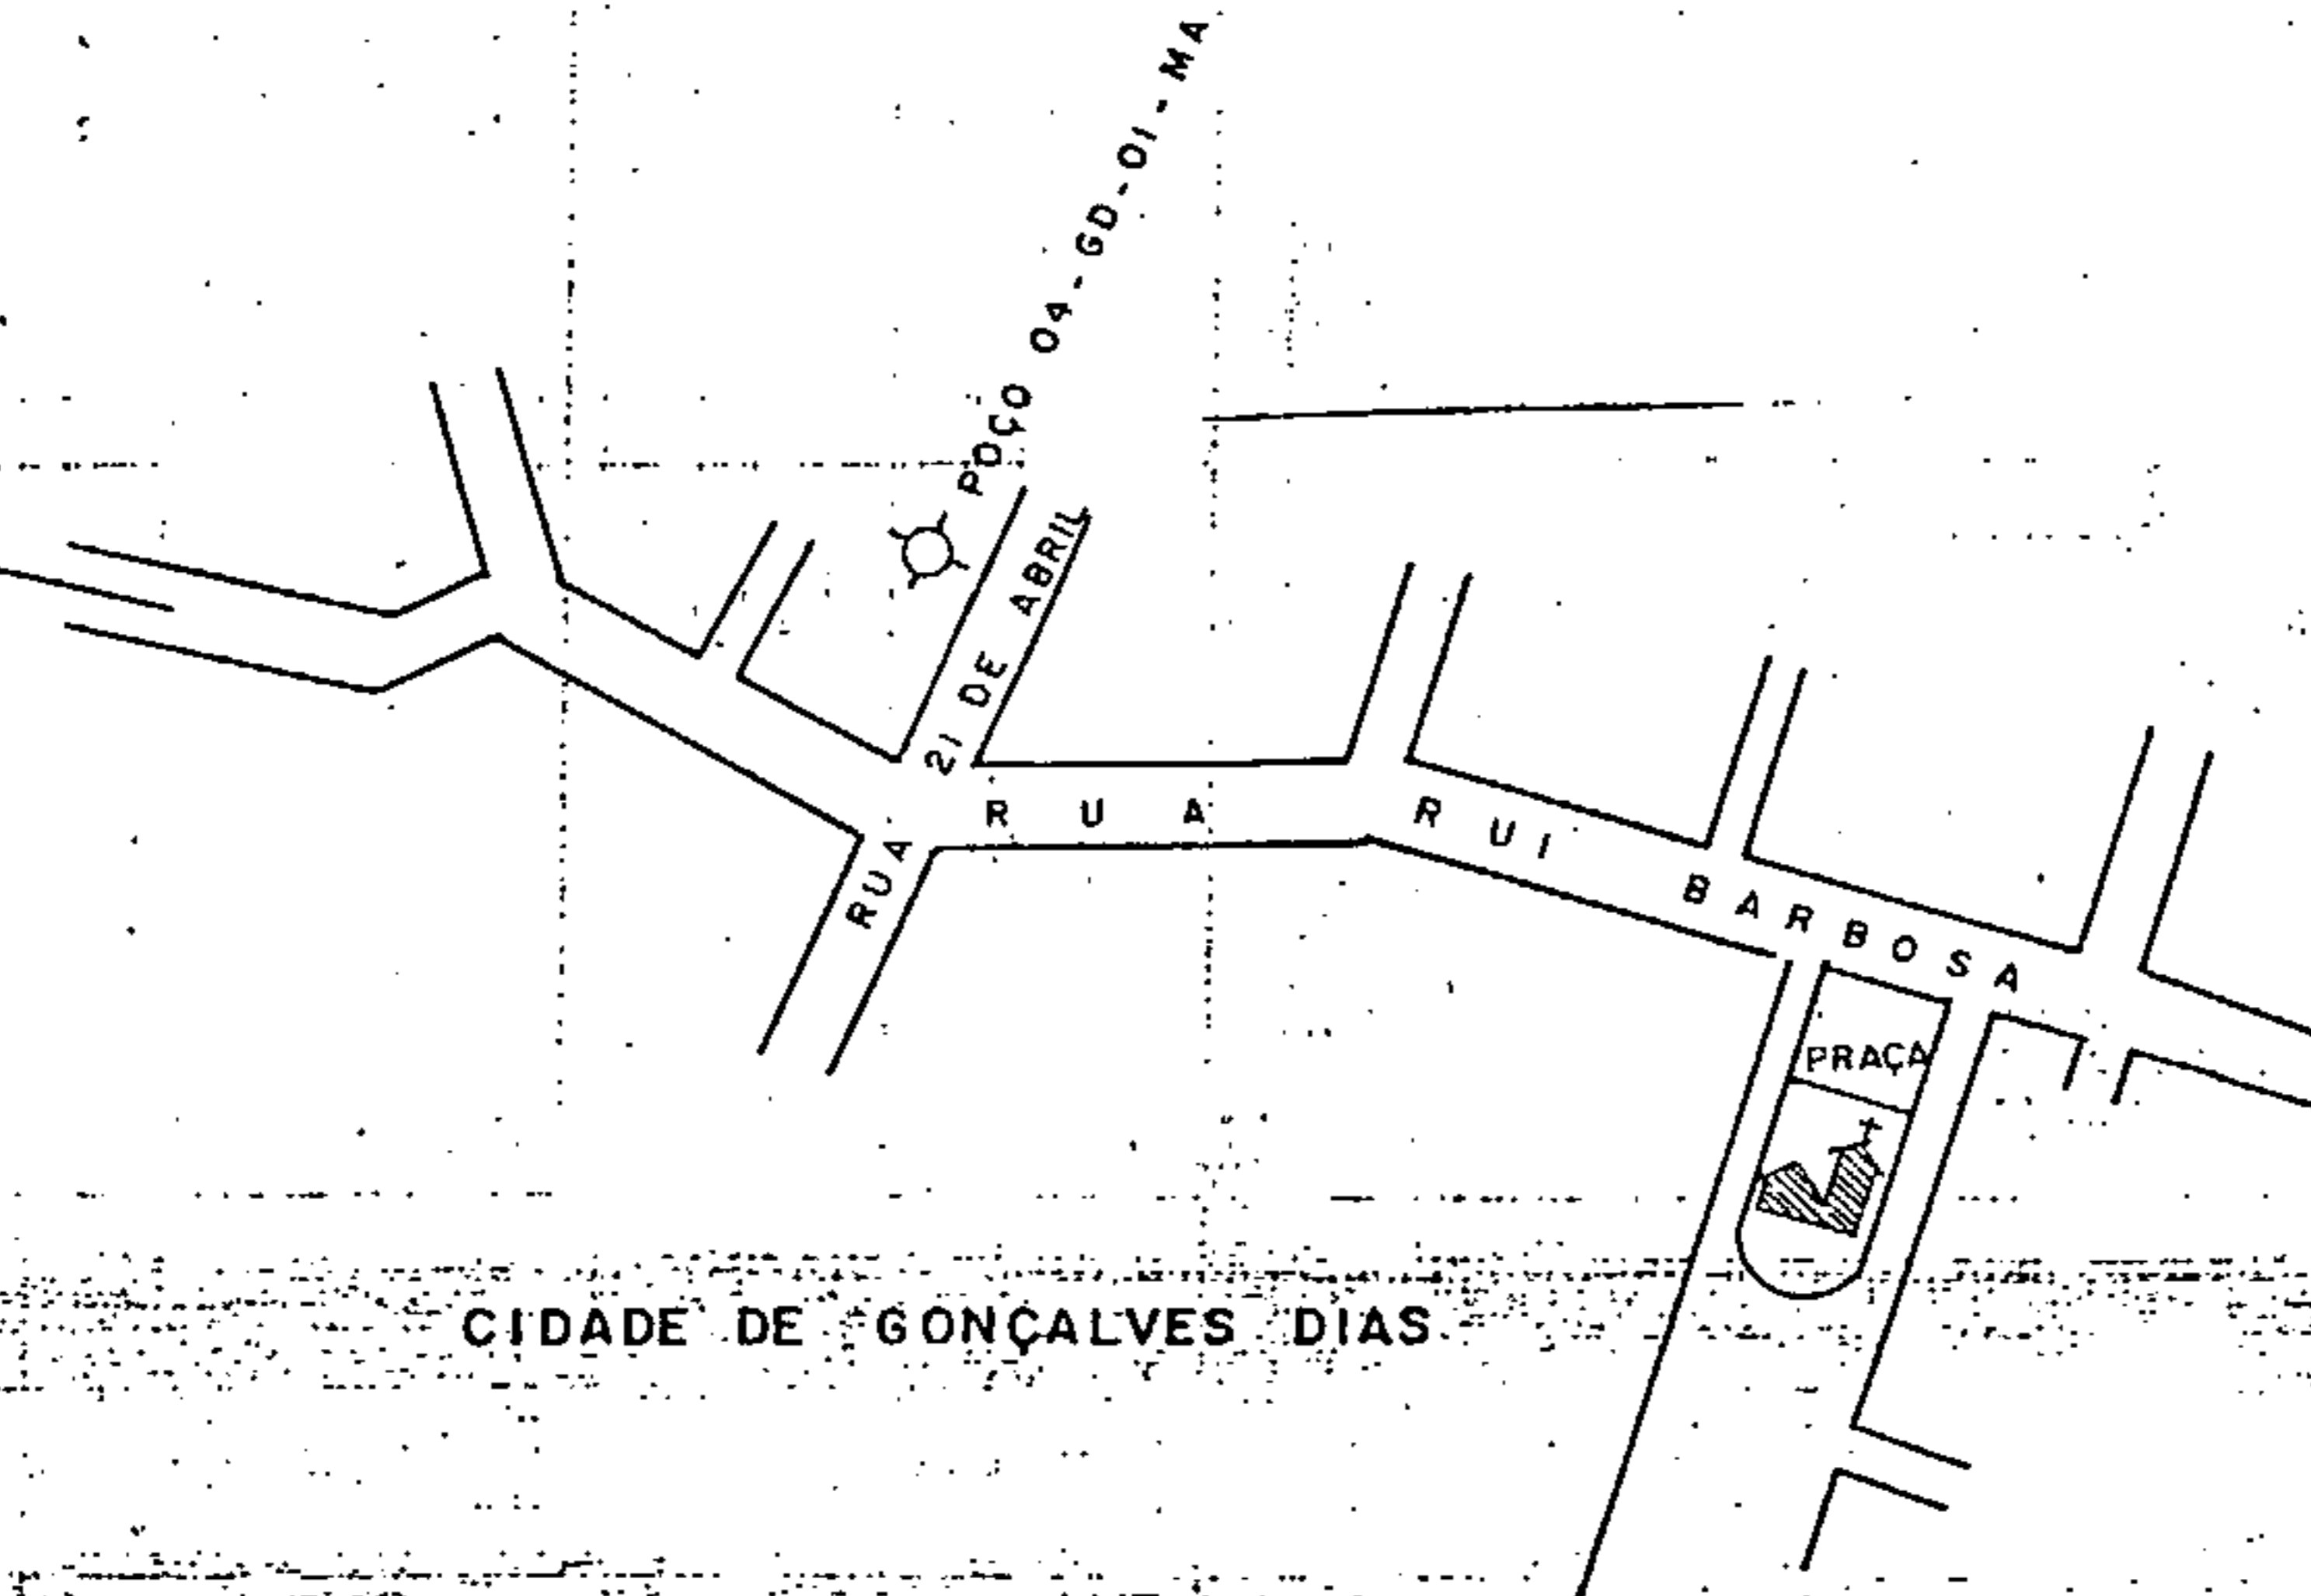 POÇO 04-GD-01-MA
RUA 21 DE ABRIL
RUA RUI BARBOSA
PRAÇA
CIDADE DE GONÇALVES DIAS